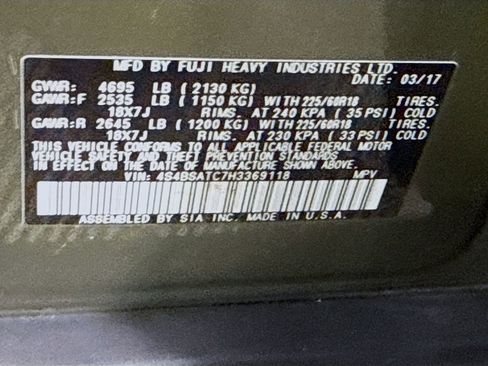 MFD BY FUJI HEAVY INDUSTRIES LTD.
DATE: 03/17
GVWR: 4695 LB ( 2130 KG)
GAWR:F 2535 LB ( 1150 KG) WITH 225/60R18 TIRES.
18X7J RIMS. AT 240 KPA ( 35 PSI) COLD
GAWR:R 2645 LB ( 1200 KG) WITH 225/60R18 TIRES.
18X7J RIMS. AT 230 KPA ( 33 PSI) COLD
THIS VEHICLE CONFORMS TO ALL APPLICABLE FEDERAL MOTOR
VEHICLE SAFETY AND THEFT PREVENTION STANDARDS
IN EFFECT ON THE DATE OF MANUFACTURE SHOWN ABOVE.
VIN: 4S4BSATC7H3369118 MPV
ASSEMBLED BY SIA INC. MADE IN U.S.A.